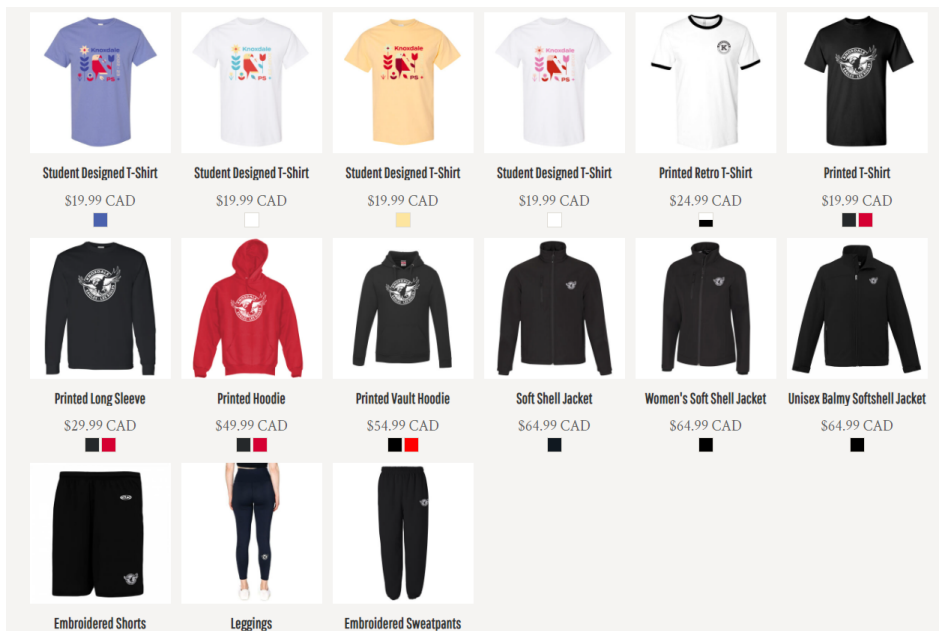 Knoxdale
PS
Knoxdale
PS
Knoxdale
PS
Knoxdale
PS
K
KNOXDALE
Student Designed T-Shirt
Student Designed T-Shirt
Student Designed T-Shirt
Student Designed T-Shirt
Printed Retro T-Shirt
Printed T-Shirt
$19.99 CAD
$19.99 CAD
$19.99 CAD
$19.99 CAD
$24.99 CAD
$19.99 CAD
KNOXDALE
KNOXDALE
KNOXDALE
Printed Long Sleeve
Printed Hoodie
Printed Vault Hoodie
Soft Shell Jacket
Women's Soft Shell Jacket
Unisex Balmy Softshell Jacket
$29.99 CAD
$49.99 CAD
$54.99 CAD
$64.99 CAD
$64.99 CAD
$64.99 CAD
Embroidered Shorts
Leggings
Embroidered Sweatpants